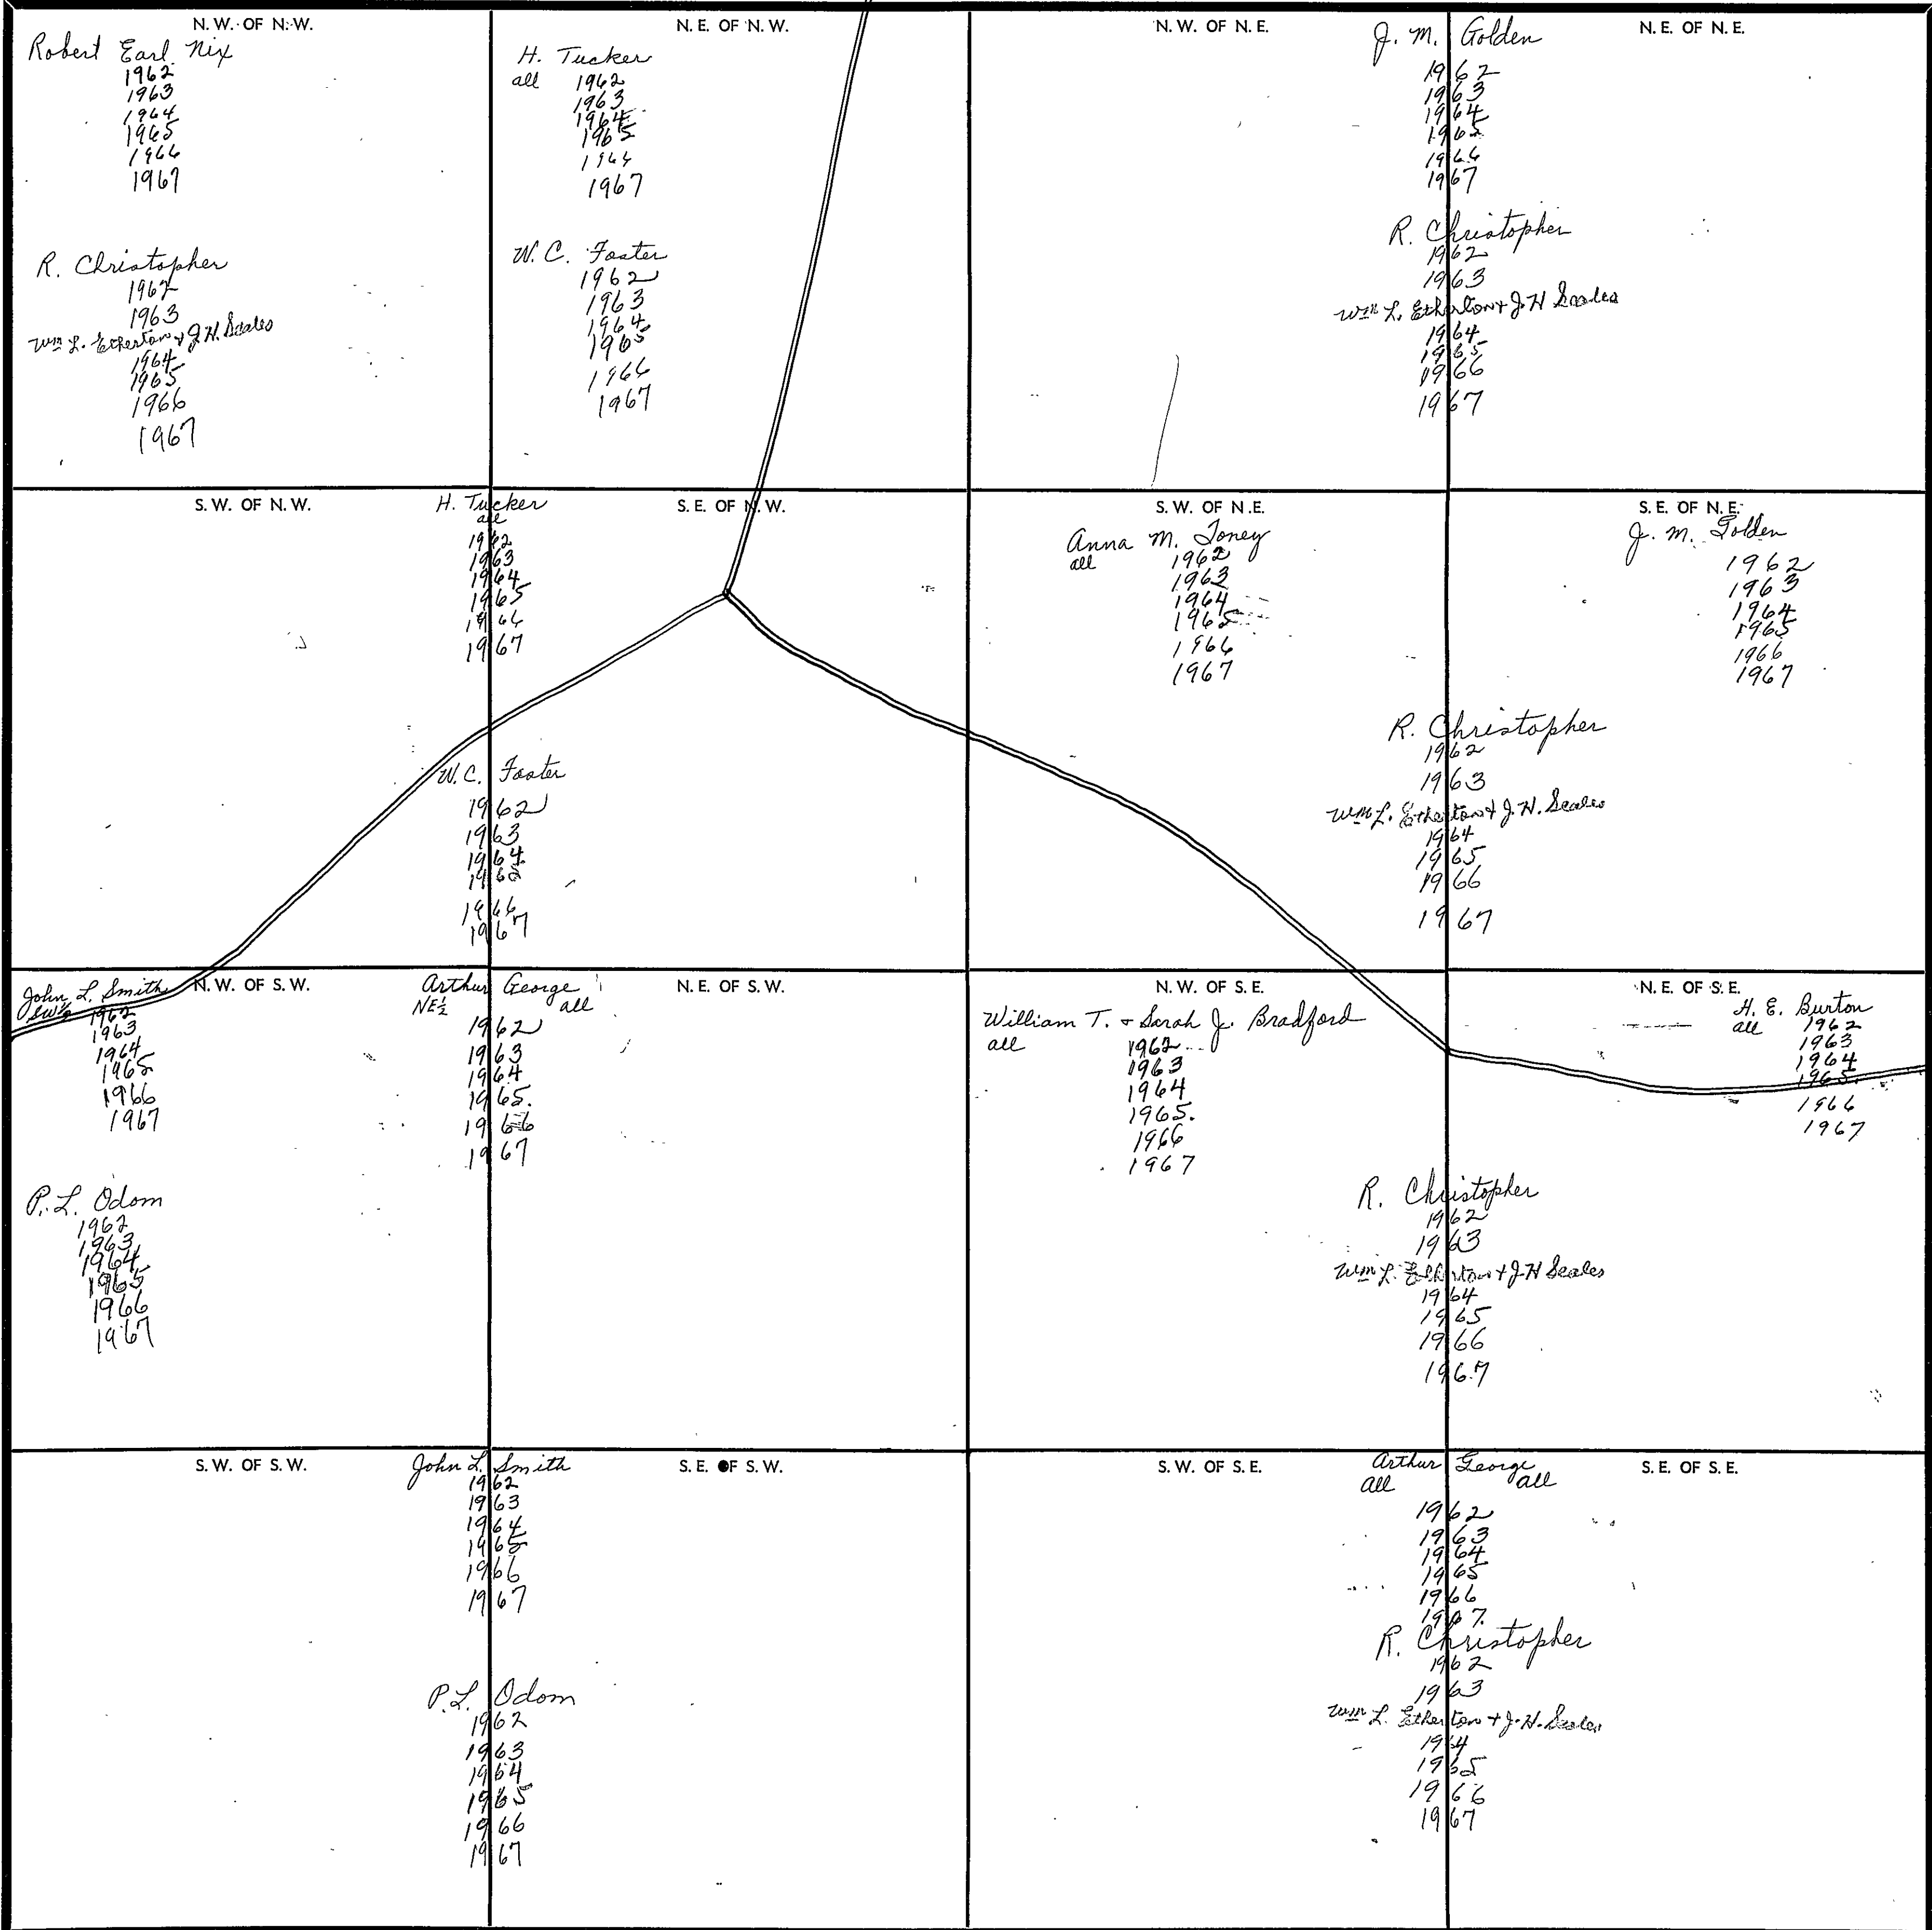 N. W. OF N. W.
Robert Earl Nix
1962
1963
1964
1965
1966
1967
R. Christopher
1962
1963
Wm L. Etherton & J. H. Scales
1964
1965
1966
1967
N. E. OF N. W.
H. Tucker
all 1962
1963
1964
1965
1966
1967
W. C. Foster
1962
1963
1964
1965
1966
1967
N. W. OF N. E.
N. E. OF N. E.
J. M. Golden
1962
1963
1964
1965
1966
1967
R. Christopher
1962
1963
Wm L. Etherton & J H Scales
1964
1965
1966
1967
S. W. OF N. W.
S. E. OF N. W.
H. Tucker
all
1962
1963
1964
1965
1966
1967
W. C. Foster
1962
1963
1964
1965
1966
1967
S. W. OF N. E.
Anna M. Toney
all 1962
1963
1964
1965
1966
1967
S. E. OF N. E.
J. M. Golden
1962
1963
1964
1965
1966
1967
R. Christopher
1962
1963
Wm L. Etherton & J. H. Scales
1964
1965
1966
1967
N. W. OF S. W.
John L. Smith
SW½ 1962
1963
1964
1965
1966
1967
P. L. Odom
1962
1963
1964
1965
1966
1967
N. E. OF S. W.
Arthur George
NE½ all
1962
1963
1964
1965
1966
1967
N. W. OF S. E.
William T. & Sarah J. Bradford
all 1962
1963
1964
1965
1966
1967
N. E. OF S. E.
H. E. Burton
all 1962
1963
1964
1965
1966
1967
R. Christopher
1962
1963
Wm L. Etherton & J H Scales
1964
1965
1966
1967
S. W. OF S. W.
S. E. OF S. W.
John L. Smith
1962
1963
1964
1965
1966
1967
P. L. Odom
1962
1963
1964
1965
1966
1967
S. W. OF S. E.
S. E. OF S. E.
Arthur George
all all
1962
1963
1964
1965
1966
1967
R. Christopher
1962
1963
Wm L. Etherton & J. H. Scales
1964
1965
1966
1967